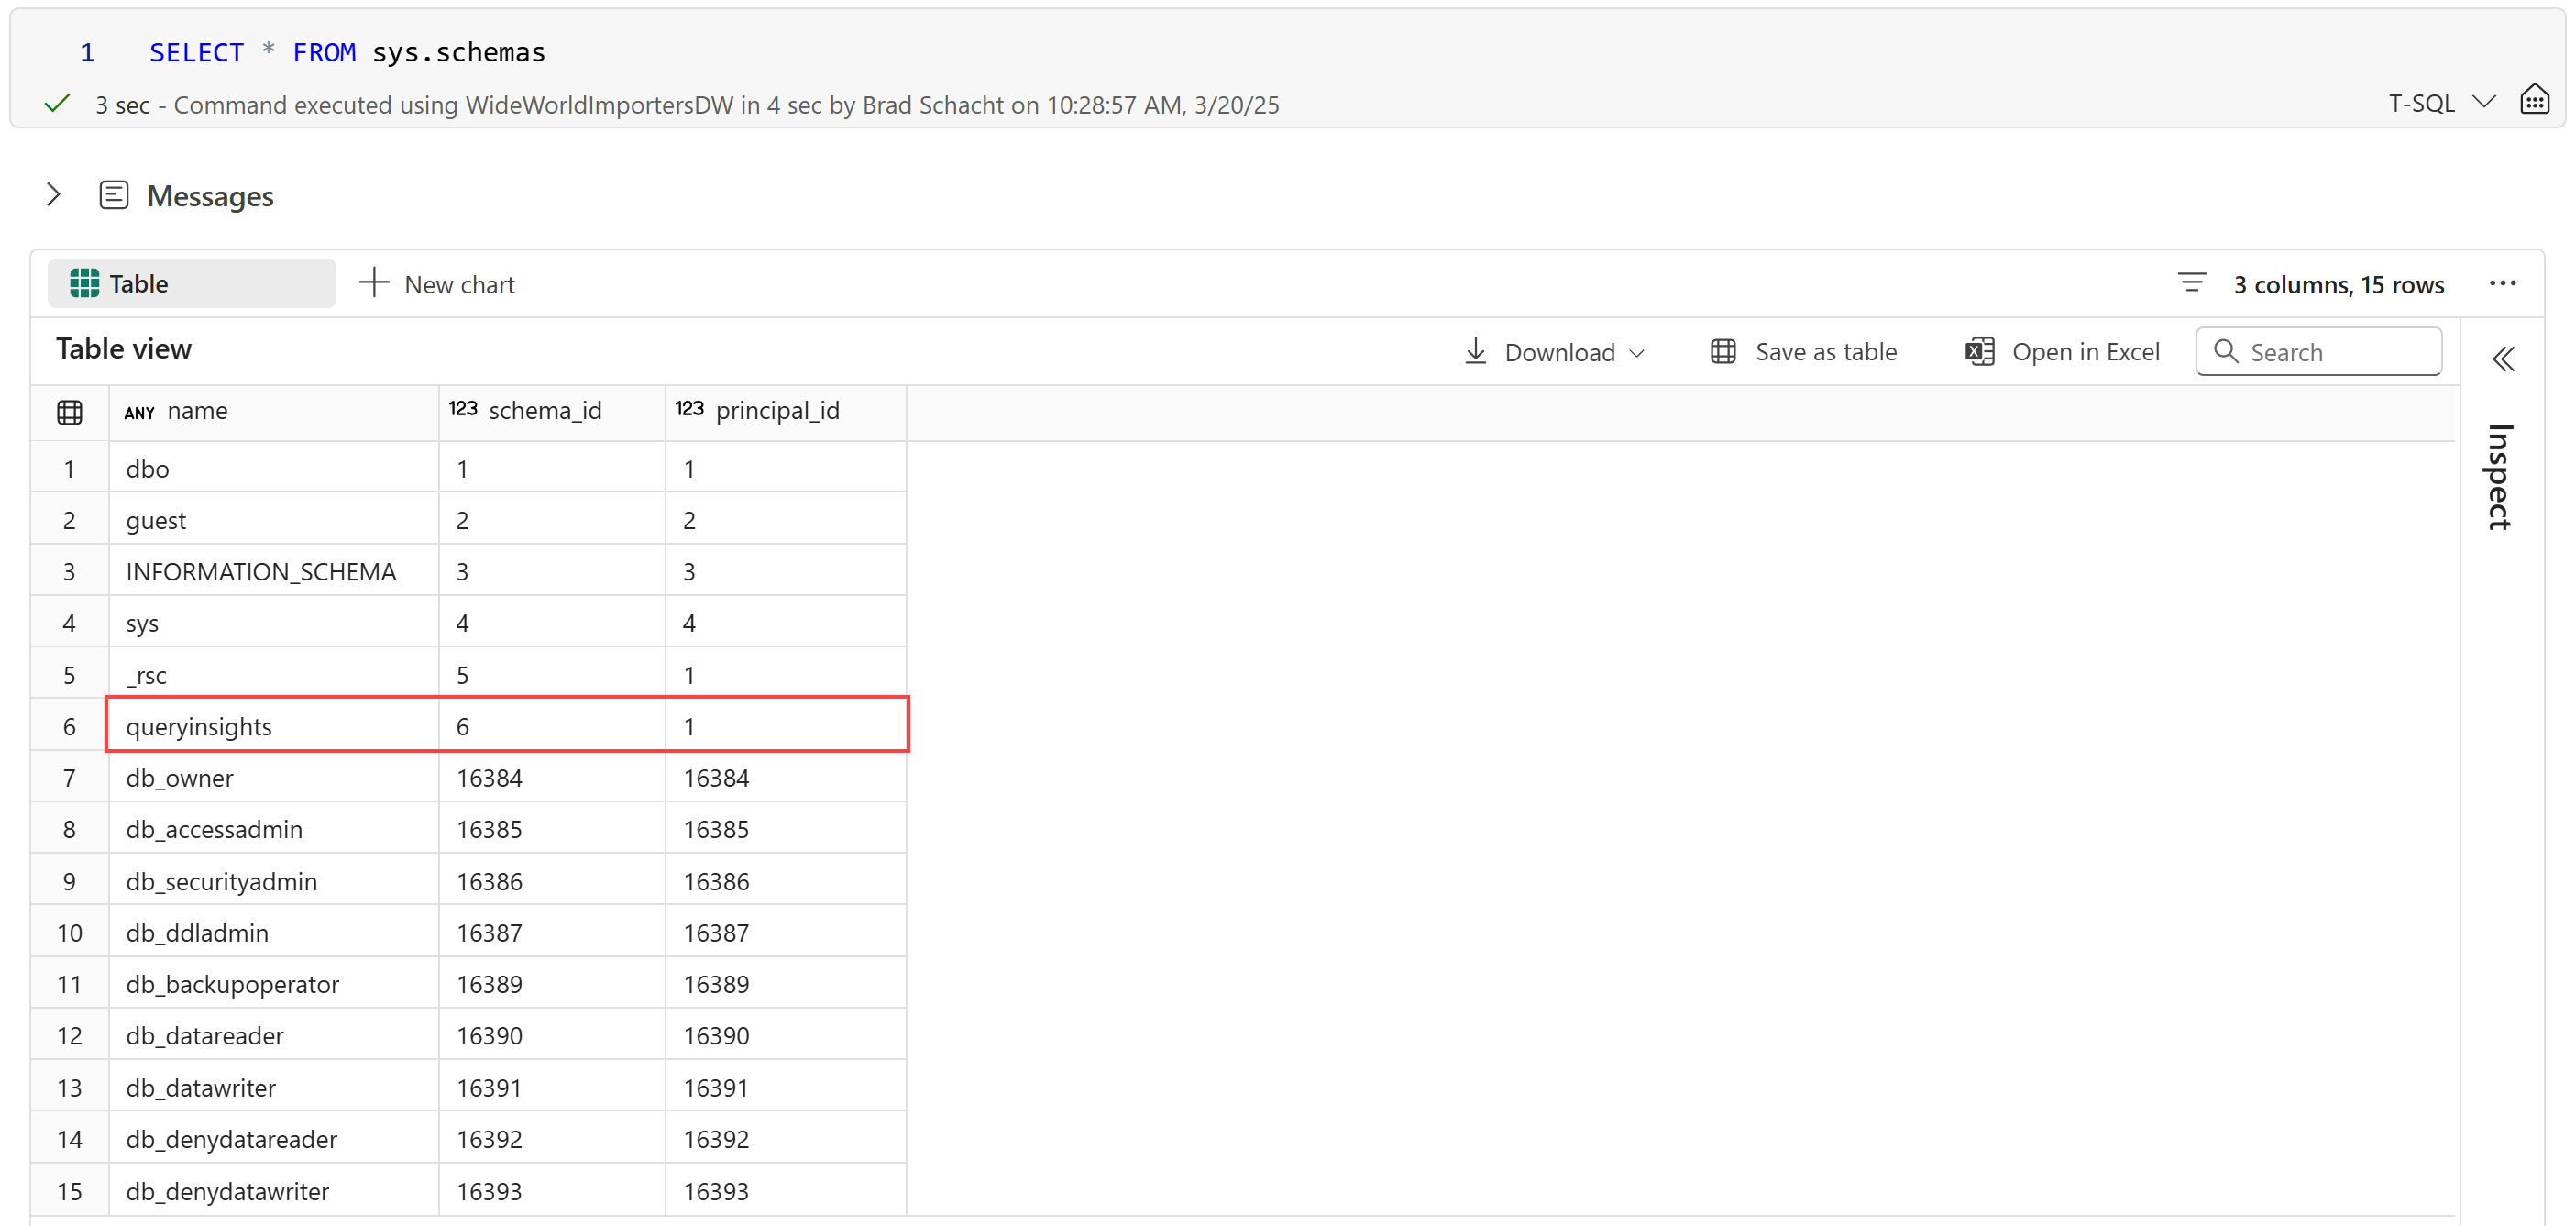 1 SELECT * FROM sys.schemas
3 sec - Command executed using WideWorldImportersDW in 4 sec by Brad Schacht on 10:28:57 AM, 3/20/25
T-SQL
Messages
Table
New chart
3 columns, 15 rows
Table view
Download
Save as table
Open in Excel
Search
Inspect
ANY name 123 schema_id 123 principal_id
1 dbo 1 1
2 guest 2 2
3 INFORMATION_SCHEMA 3 3
4 sys 4 4
5 _rsc 5 1
6 queryinsights 6 1
7 db_owner 16384 16384
8 db_accessadmin 16385 16385
9 db_securityadmin 16386 16386
10 db_ddladmin 16387 16387
11 db_backupoperator 16389 16389
12 db_datareader 16390 16390
13 db_datawriter 16391 16391
14 db_denydatareader 16392 16392
15 db_denydatawriter 16393 16393